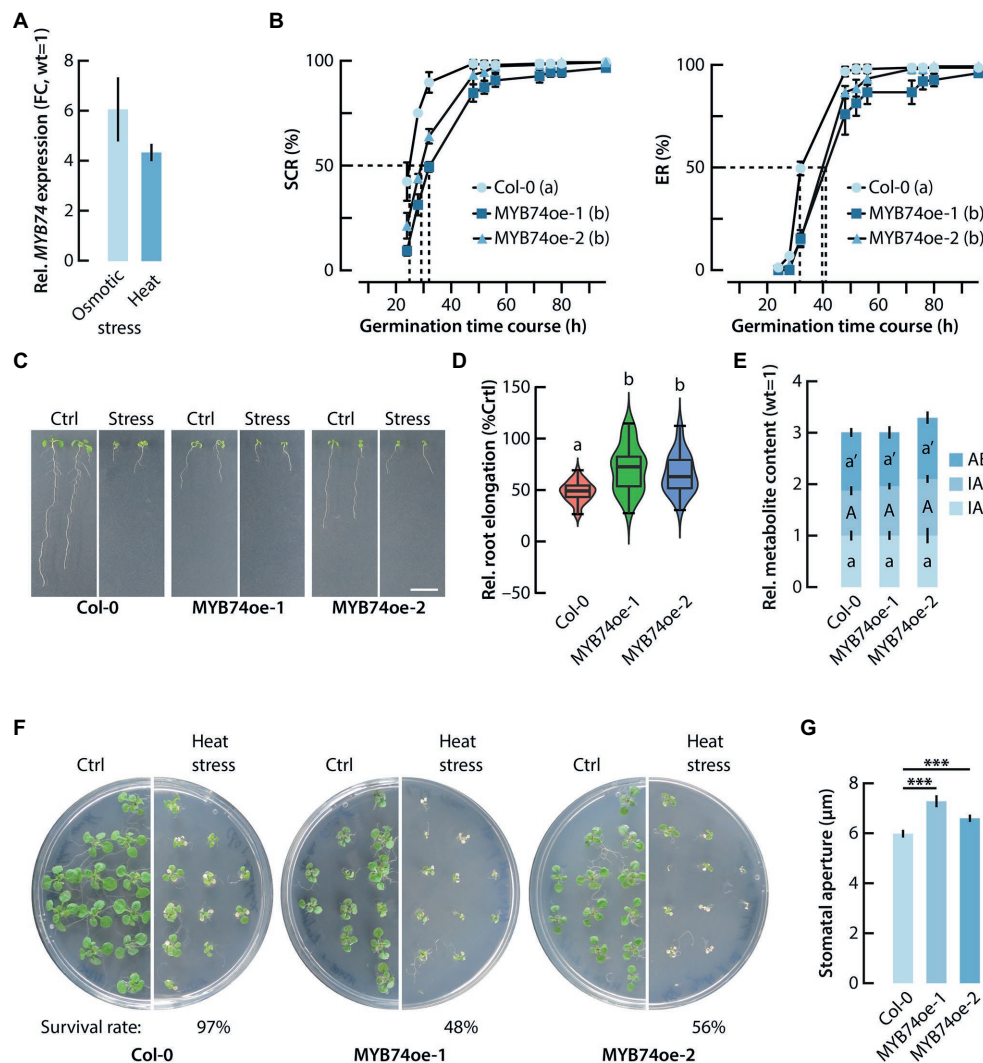 A
Rel. MYB74 expression (FC, wt=1)
8
6
4
2
0
Osmotic
Heat
stress
B
SCR (%)
100
50
0
Col-0 (a)
MYB74oe-1 (b)
MYB74oe-2 (b)
20 40 60 80
Germination time course (h)
ER (%)
100
50
0
Col-0 (a)
MYB74oe-1 (b)
MYB74oe-2 (b)
20 40 60 80
Germination time course (h)
C
Ctrl Stress Ctrl Stress Ctrl Stress
Col-0 MYB74oe-1 MYB74oe-2
D
Rel. root elongation (%Crtl)
150
100
50
0
–50
a
b
b
Col-0
MYB74oe-1
MYB74oe-2
E
Rel. metabolite content (wt=1)
4
3
2
1
0
a′ a′ a′
A A A
a a a
AB
IA
IA
Col-0
MYB74oe-1
MYB74oe-2
F
Ctrl Heat stress
Ctrl Heat stress
Ctrl Heat stress
Survival rate: 97% 48% 56%
Col-0 MYB74oe-1 MYB74oe-2
G
Stomatal aperture (µm)
8
6
4
2
0
***
***
Col-0
MYB74oe-1
MYB74oe-2